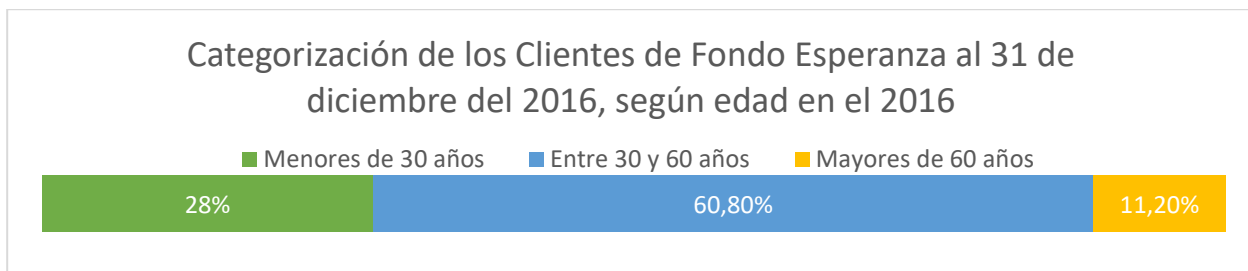 Categorización de los Clientes de Fondo Esperanza al 31 de
diciembre del 2016, según edad en el 2016
Menores de 30 años Entre 30 y 60 años Mayores de 60 años
28% 60,80% 11,20%